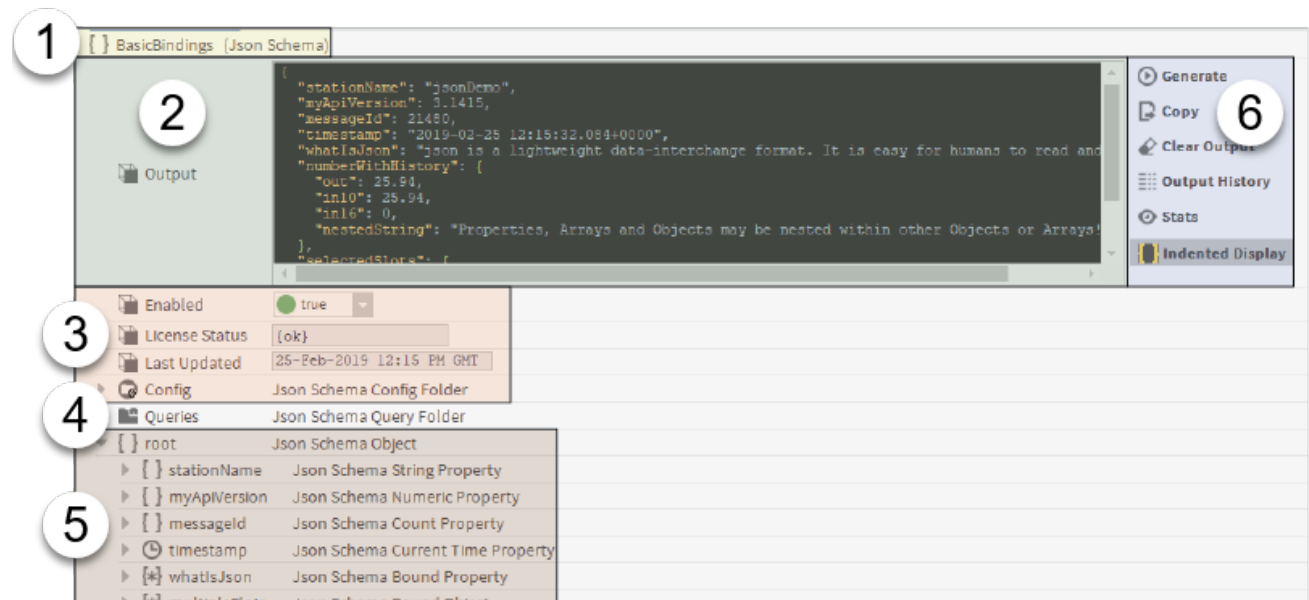 1
{ } BasicBindings (Json Schema)
2
Output
{
"stationName": "jsonDemo",
"myApiVersion": 3.1415,
"messageId": 21480,
"timestamp": "2019-02-25 12:15:32.084+0000",
"whatIsJson": "json is a lightweight data-interchange format. It is easy for humans to read and
"numberWithHistory": {
"out": 25.94,
"in10": 25.94,
"in16": 0,
"nestedString": "Properties, Arrays and Objects may be nested within other Objects or Arrays!
},
"selectedSlots": {
6
Generate
Copy
Clear Output
Output History
Stats
Indented Display
3
Enabled true
License Status {ok}
Last Updated 25-Feb-2019 12:15 PM GMT
Config Json Schema Config Folder
4
Queries Json Schema Query Folder
5
{ } root Json Schema Object
{ } stationName Json Schema String Property
{ } myApiVersion Json Schema Numeric Property
{ } messageId Json Schema Count Property
timestamp Json Schema Current Time Property
{*} whatIsJson Json Schema Bound Property